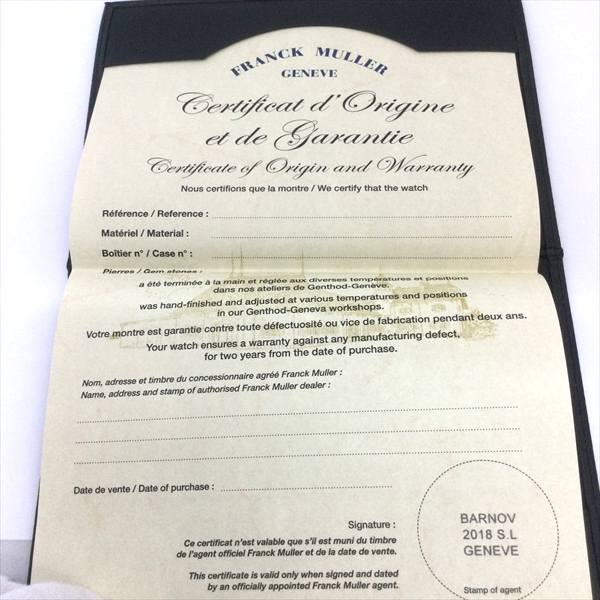 FRANCK MULLER
GENEVE
Certificat d'Origine
et de Garantie
Certificate of Origin and Warranty
Nous certifions que la montre / We certify that the watch
Référence / Reference :
Matériel / Material :
Boîtier n° / Case n° :
Pierres / Gem stones :
a été terminée à la main et réglée aux diverses températures et positions
dans nos ateliers de Genthod-Genève.
was hand-finished and adjusted at various temperatures and positions
in our Genthod-Geneva workshops.
Votre montre est garantie contre toute défectuosité ou vice de fabrication pendant deux ans.
Your watch ensures a warranty against any manufacturing defect,
for two years from the date of purchase.
Nom, adresse et timbre du concessionnaire agréé Franck Muller :
Name, address and stamp of authorised Franck Muller dealer :
Date de vente / Date of purchase :
Signature :
Ce certificat n'est valable que s'il est muni du timbre
de l'agent officiel Franck Muller et de la date de vente.
This certificate is valid only when signed and dated
by an officially appointed Franck Muller agent.
BARNOV
2018 S.L
GENEVE
Stamp of agent